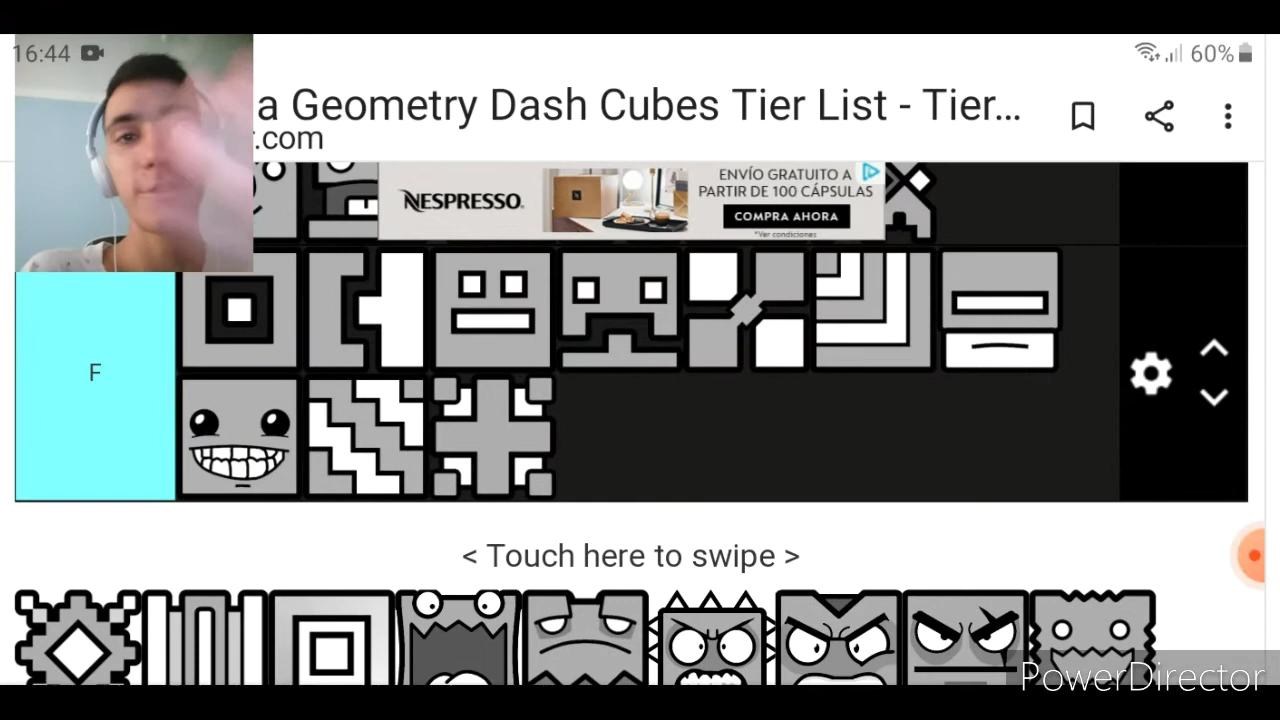 16:44
60%
a Geometry Dash Cubes Tier List - Tier...
r.com
NESPRESSO.
ENVÍO GRATUITO A
PARTIR DE 100 CÁPSULAS
COMPRA AHORA
*Ver condiciones
F
< Touch here to swipe >
PowerDirector